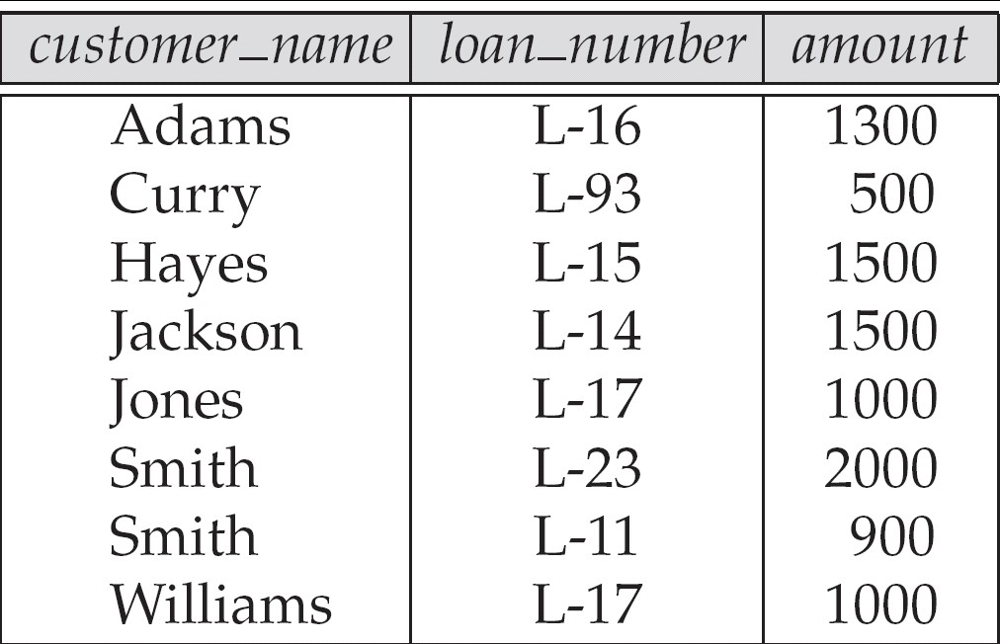 customer_name loan_number amount
Adams L-16 1300
Curry L-93 500
Hayes L-15 1500
Jackson L-14 1500
Jones L-17 1000
Smith L-23 2000
Smith L-11 900
Williams L-17 1000